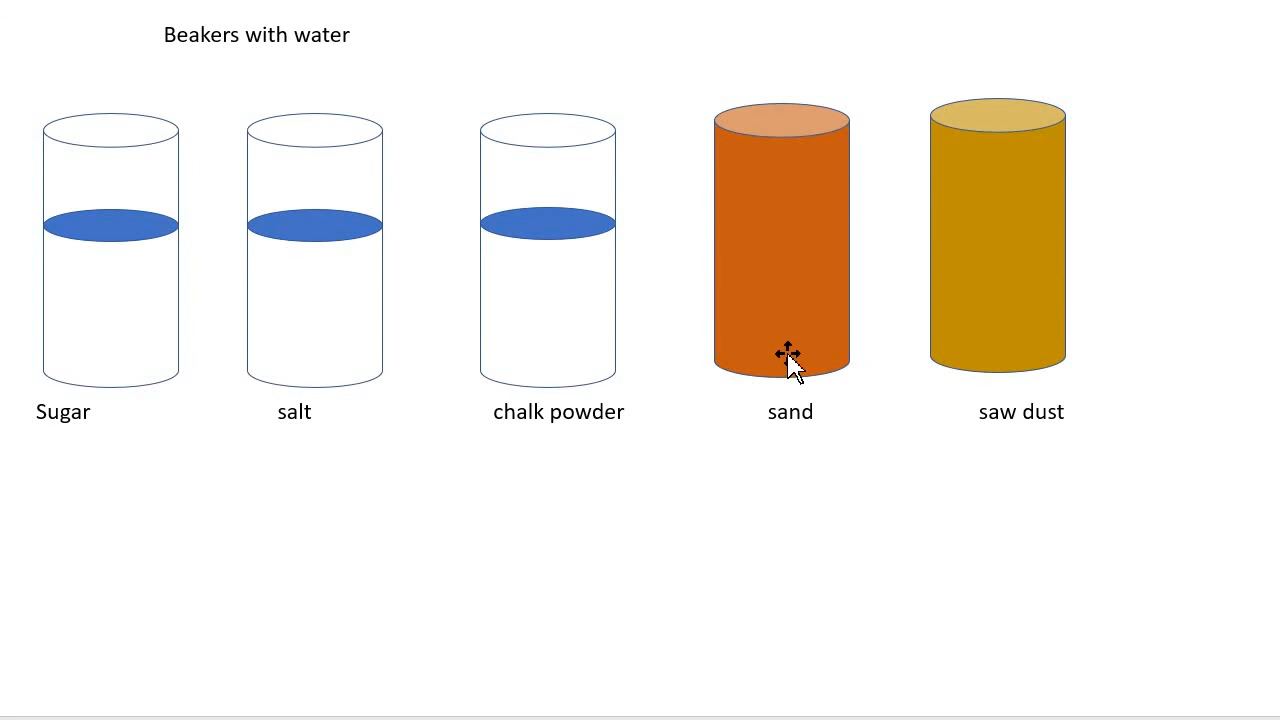 Beakers with water
Sugar
salt
chalk powder
sand
saw dust